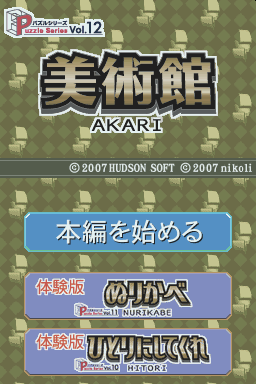 パズルシリーズ
Puzzle Series Vol.12
美術館
AKARI
© 2007 HUDSON SOFT © 2007 nikoli
本編を始める
体験版 ぬりかべ
Puzzle Series Vol.11 NURIKABE
体験版 ひとりにしてくれ
Puzzle Series Vol.10 HITORI